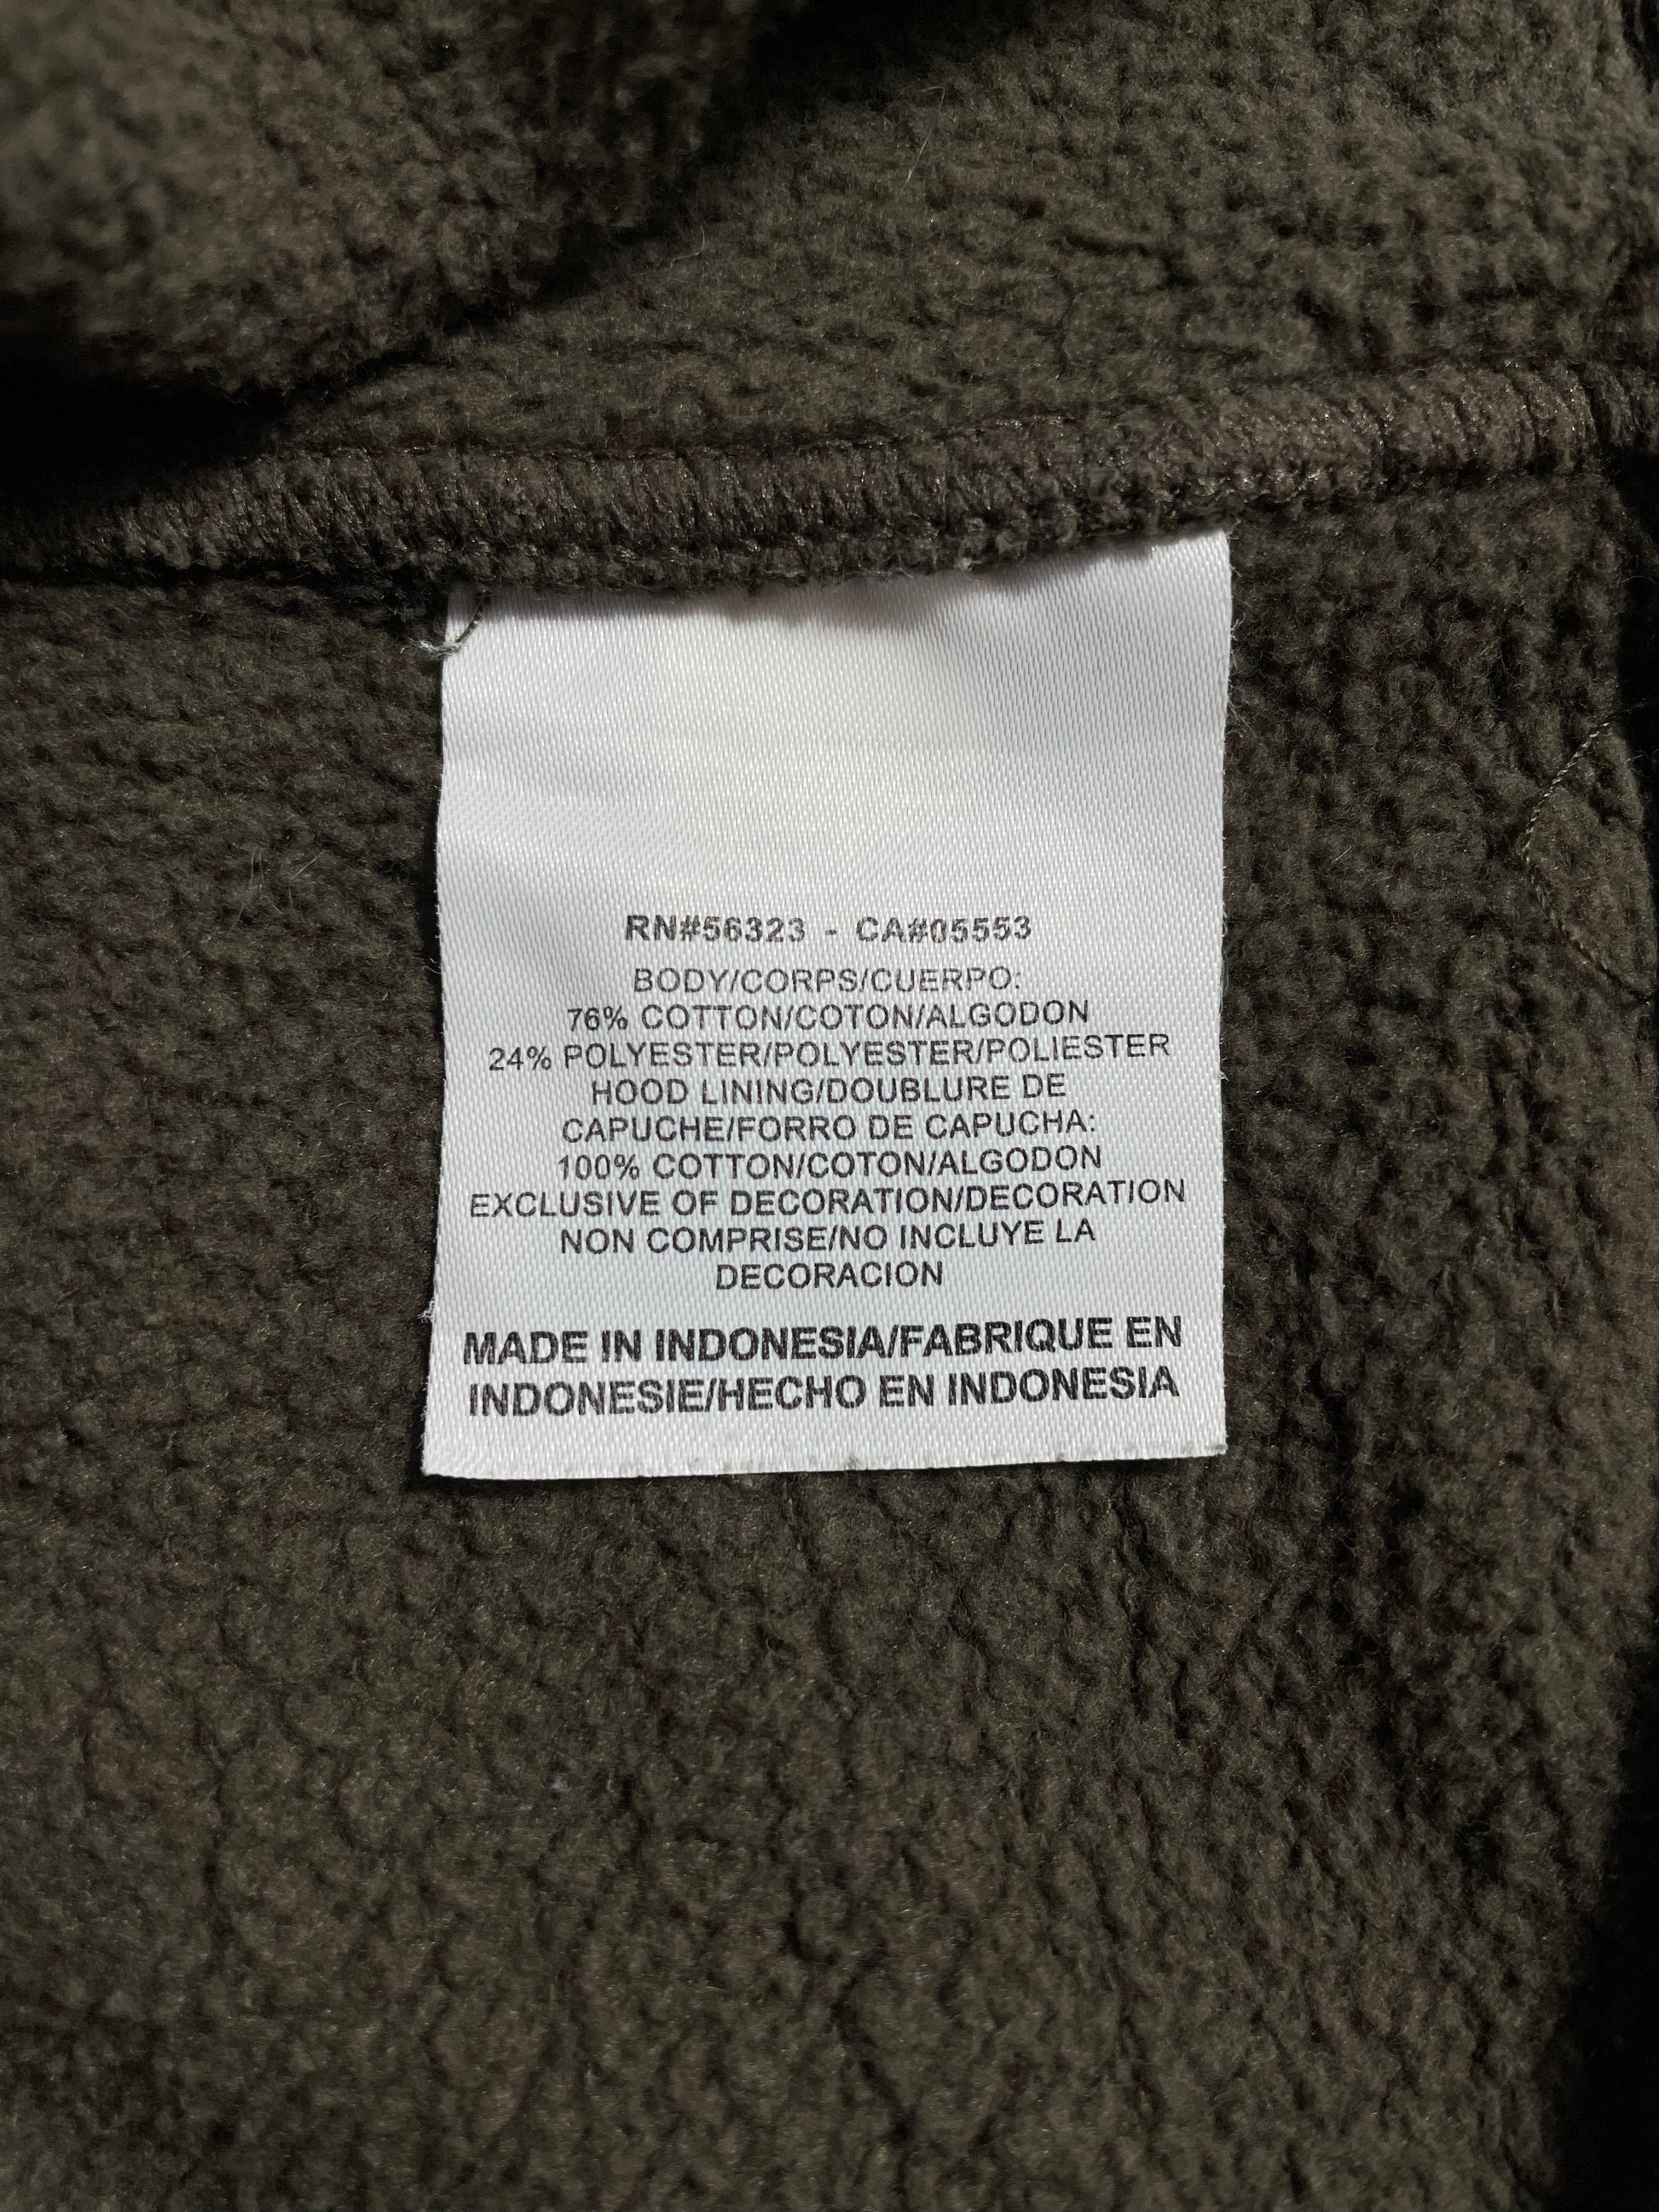 RN#56323 - CA#05553
BODY/CORPS/CUERPO:
76% COTTON/COTON/ALGODON
24% POLYESTER/POLYESTER/POLIESTER
HOOD LINING/DOUBLURE DE
CAPUCHE/FORRO DE CAPUCHA:
100% COTTON/COTON/ALGODON
EXCLUSIVE OF DECORATION/DECORATION
NON COMPRISE/NO INCLUYE LA
DECORACION
MADE IN INDONESIA/FABRIQUE EN
INDONESIE/HECHO EN INDONESIA